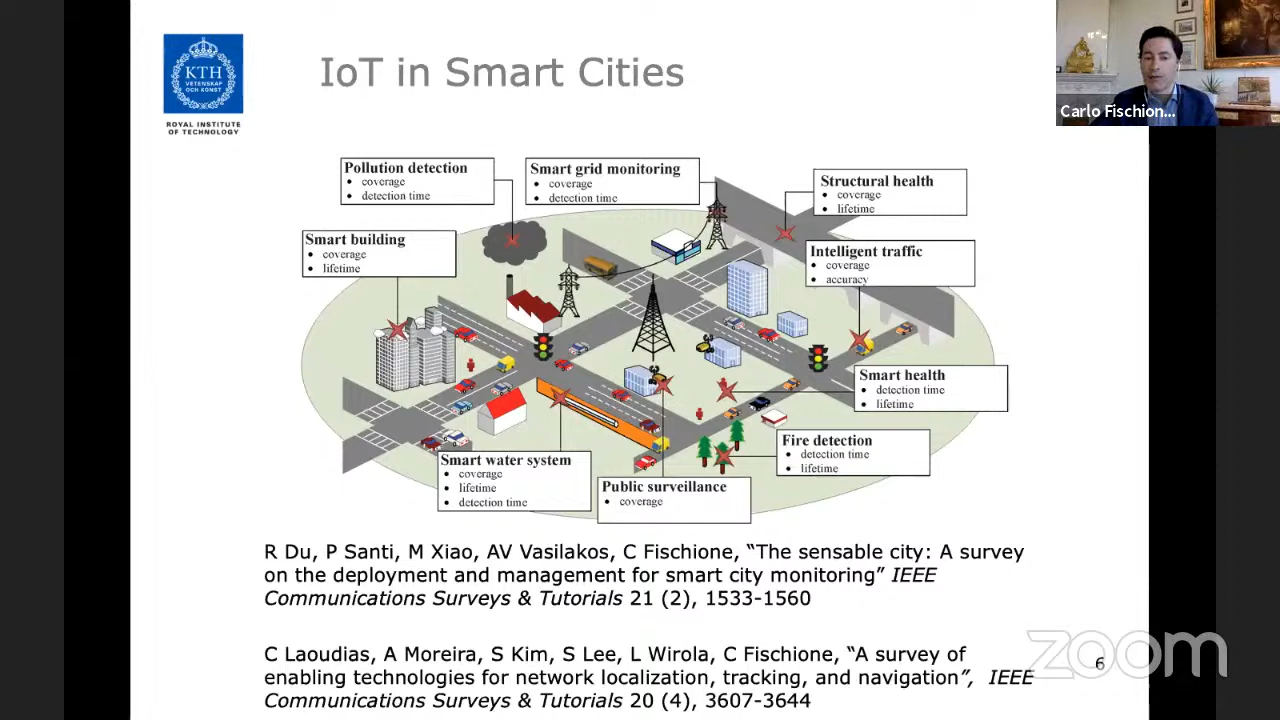 KTH
VETENSKAP
OCH KONST
ROYAL INSTITUTE
OF TECHNOLOGY
IoT in Smart Cities
Carlo Fischion...
Pollution detection
• coverage
• detection time
Smart grid monitoring
• coverage
• detection time
Structural health
• coverage
• lifetime
Smart building
• coverage
• lifetime
Intelligent traffic
• coverage
• accuracy
Smart health
• detection time
• lifetime
Fire detection
• detection time
• lifetime
Smart water system
• coverage
• lifetime
• detection time
Public surveillance
• coverage
R Du, P Santi, M Xiao, AV Vasilakos, C Fischione, “The sensable city: A survey
on the deployment and management for smart city monitoring” IEEE
Communications Surveys & Tutorials 21 (2), 1533-1560
C Laoudias, A Moreira, S Kim, S Lee, L Wirola, C Fischione, “A survey of
enabling technologies for network localization, tracking, and navigation”, IEEE
Communications Surveys & Tutorials 20 (4), 3607-3644
6
zoom